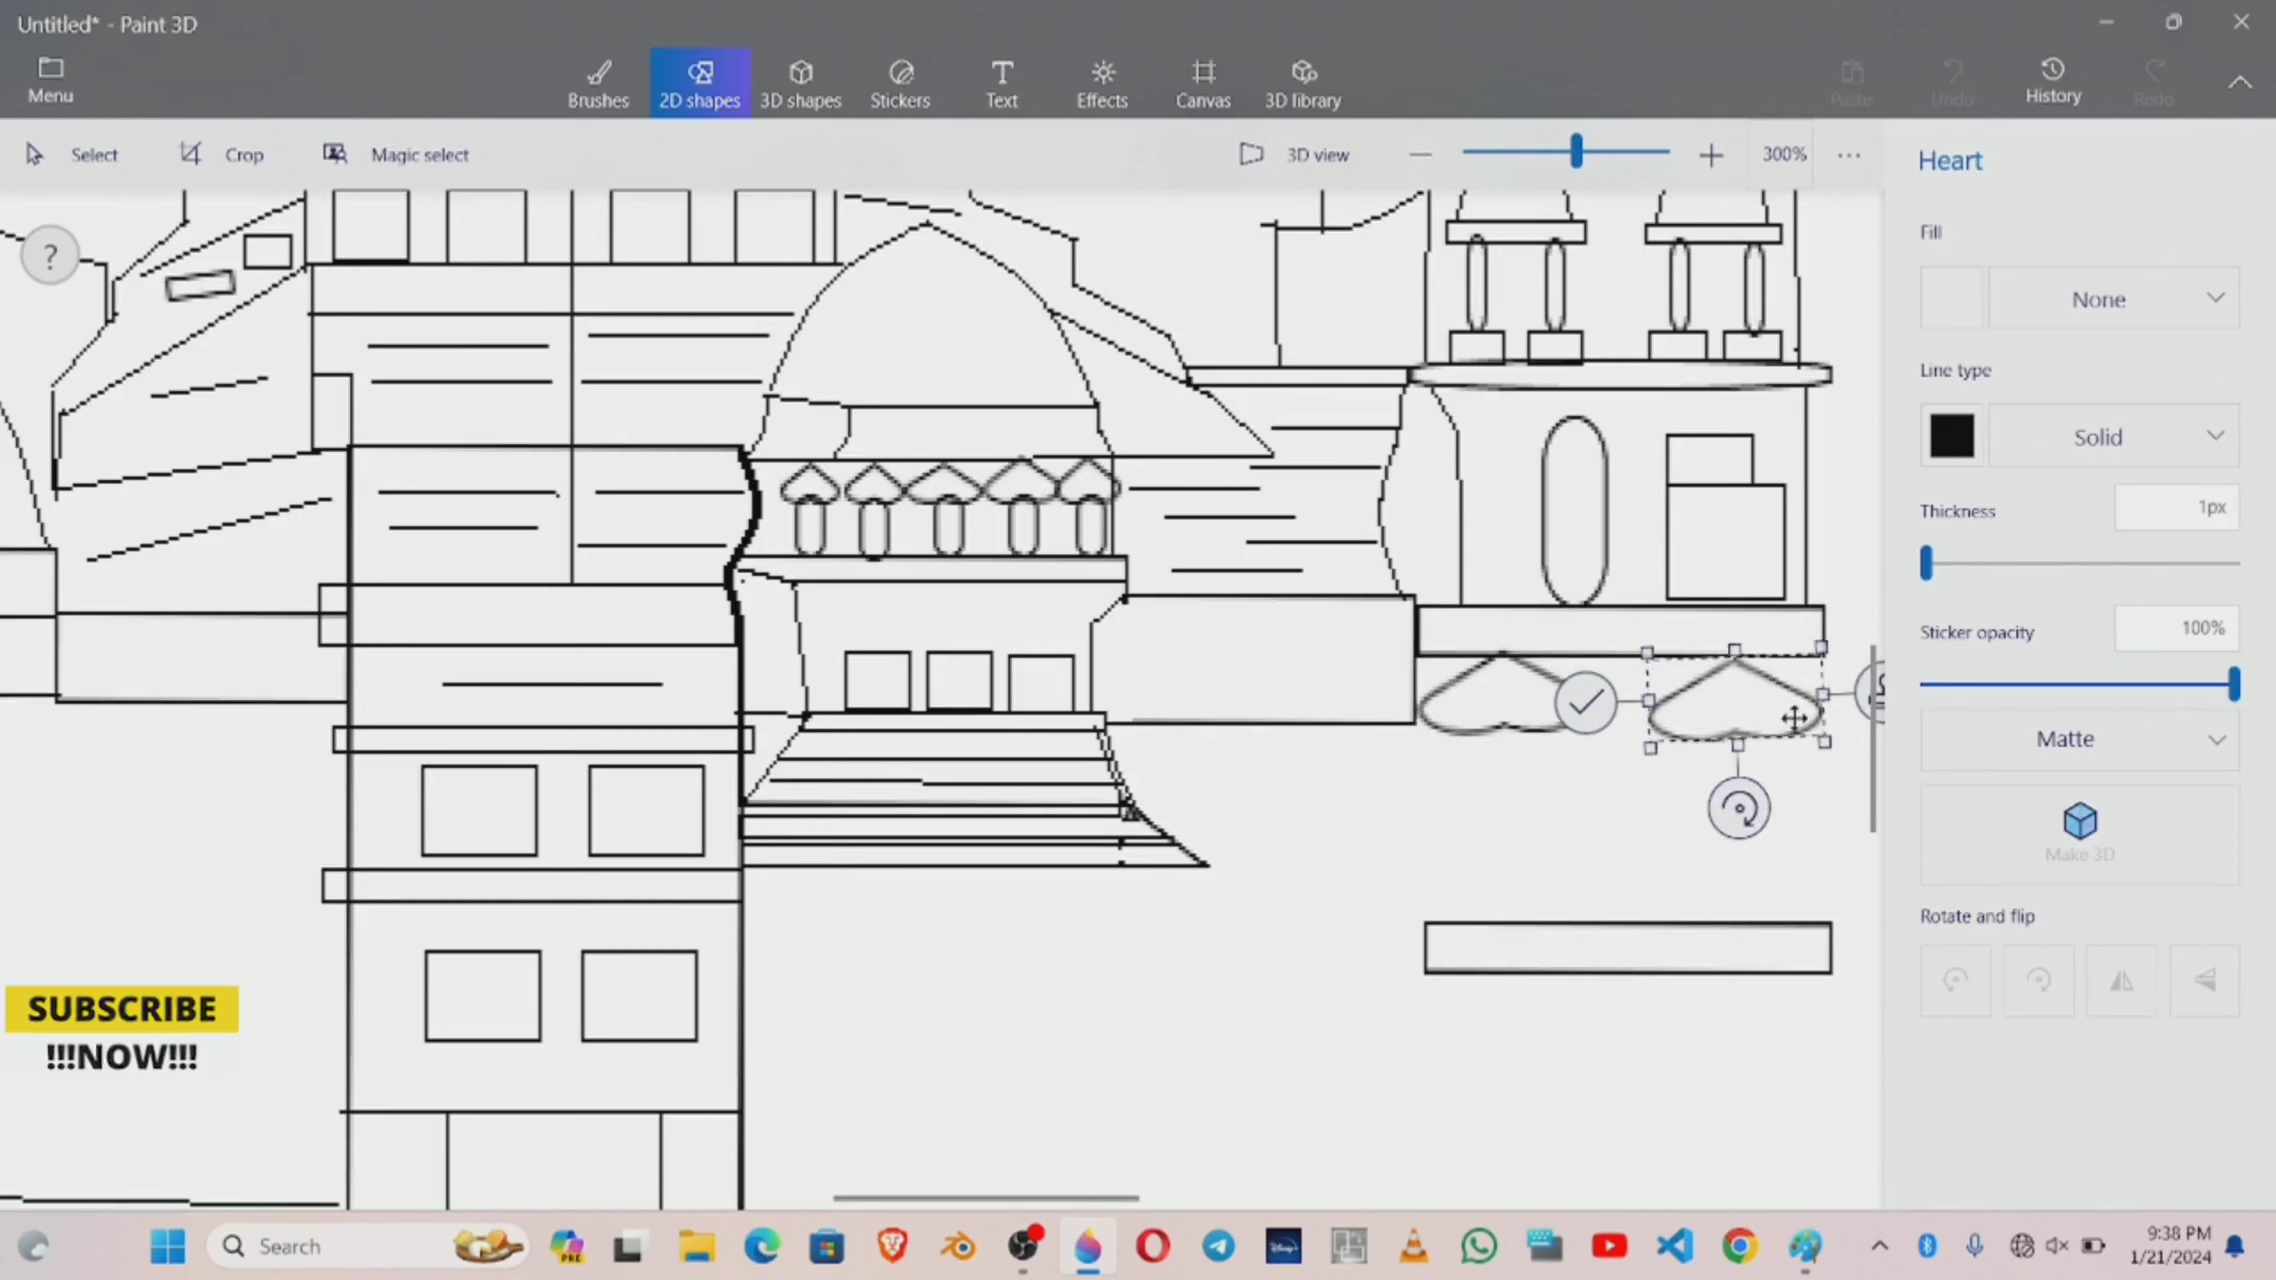 Untitled* - Paint 3D
Menu
Brushes
2D shapes
3D shapes
Stickers
Text
Effects
Canvas
3D library
Paste
Undo
History
Redo
Select
Crop
Magic select
3D view
300%
Heart
?
Fill
None
Line type
Solid
Thickness
1px
Sticker opacity
100%
Matte
Make 3D
Rotate and flip
SUBSCRIBE
!!!NOW!!!
Search
PRE
Disney+
9:38 PM
1/21/2024